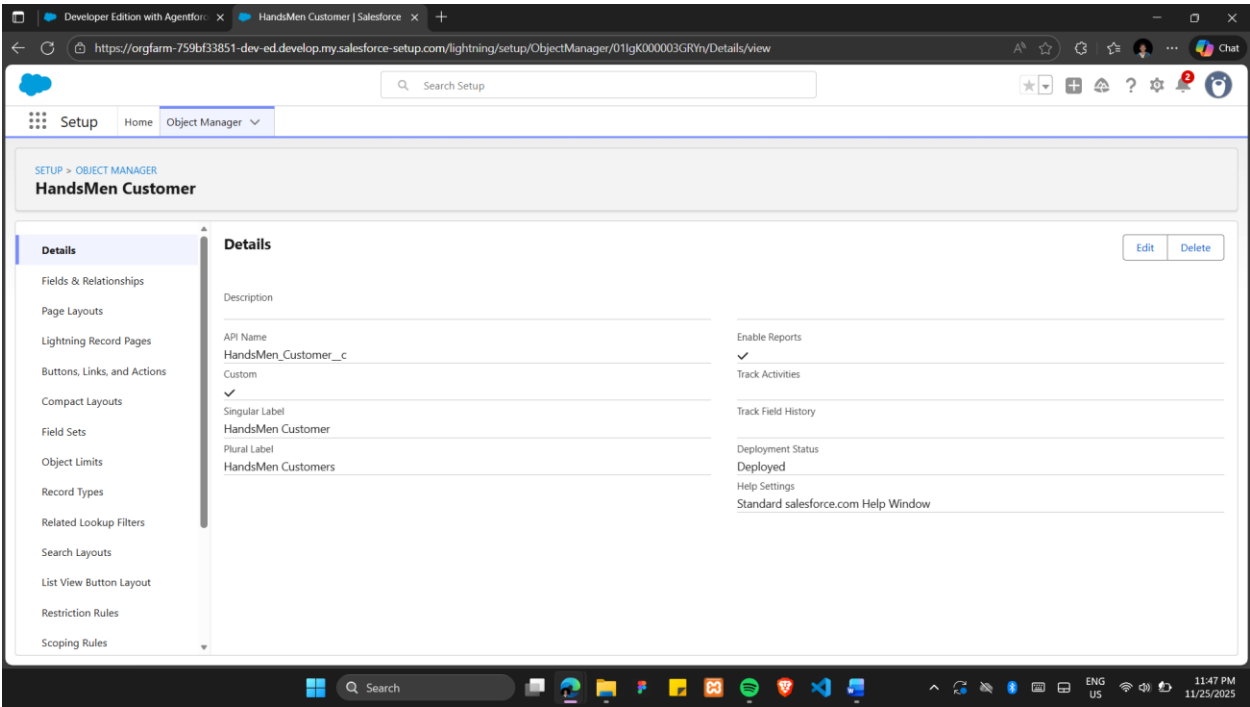 Developer Edition with Agentforc
HandsMen Customer | Salesforce
https://orgfarm-759bf33851-dev-ed.develop.my.salesforce-setup.com/lightning/setup/ObjectManager/01IgK000003GRYn/Details/view
Chat
Search Setup
2
Setup
Home
Object Manager
SETUP > OBJECT MANAGER
HandsMen Customer
Details
Fields & Relationships
Page Layouts
Lightning Record Pages
Buttons, Links, and Actions
Compact Layouts
Field Sets
Object Limits
Record Types
Related Lookup Filters
Search Layouts
List View Button Layout
Restriction Rules
Scoping Rules
Details
Edit
Delete
Description
API Name
HandsMen_Customer__c
Custom
Singular Label
HandsMen Customer
Plural Label
HandsMen Customers
Enable Reports
Track Activities
Track Field History
Deployment Status
Deployed
Help Settings
Standard salesforce.com Help Window
Search
ENG
US
11:47 PM
11/25/2025